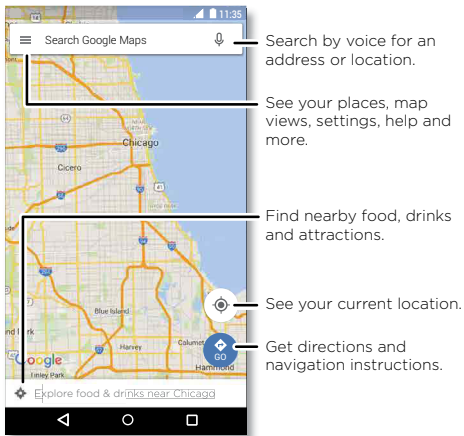 11:35
Search Google Maps
Search by voice for an
address or location.
See your places, map
views, settings, help and
more.
Chicago
Cicero
Find nearby food, drinks
and attractions.
See your current location.
Blue Island
GO
Get directions and
navigation instructions.
Harvey
Calumet
Hammond
Google
Tinley Park
Explore food & drinks near Chicago